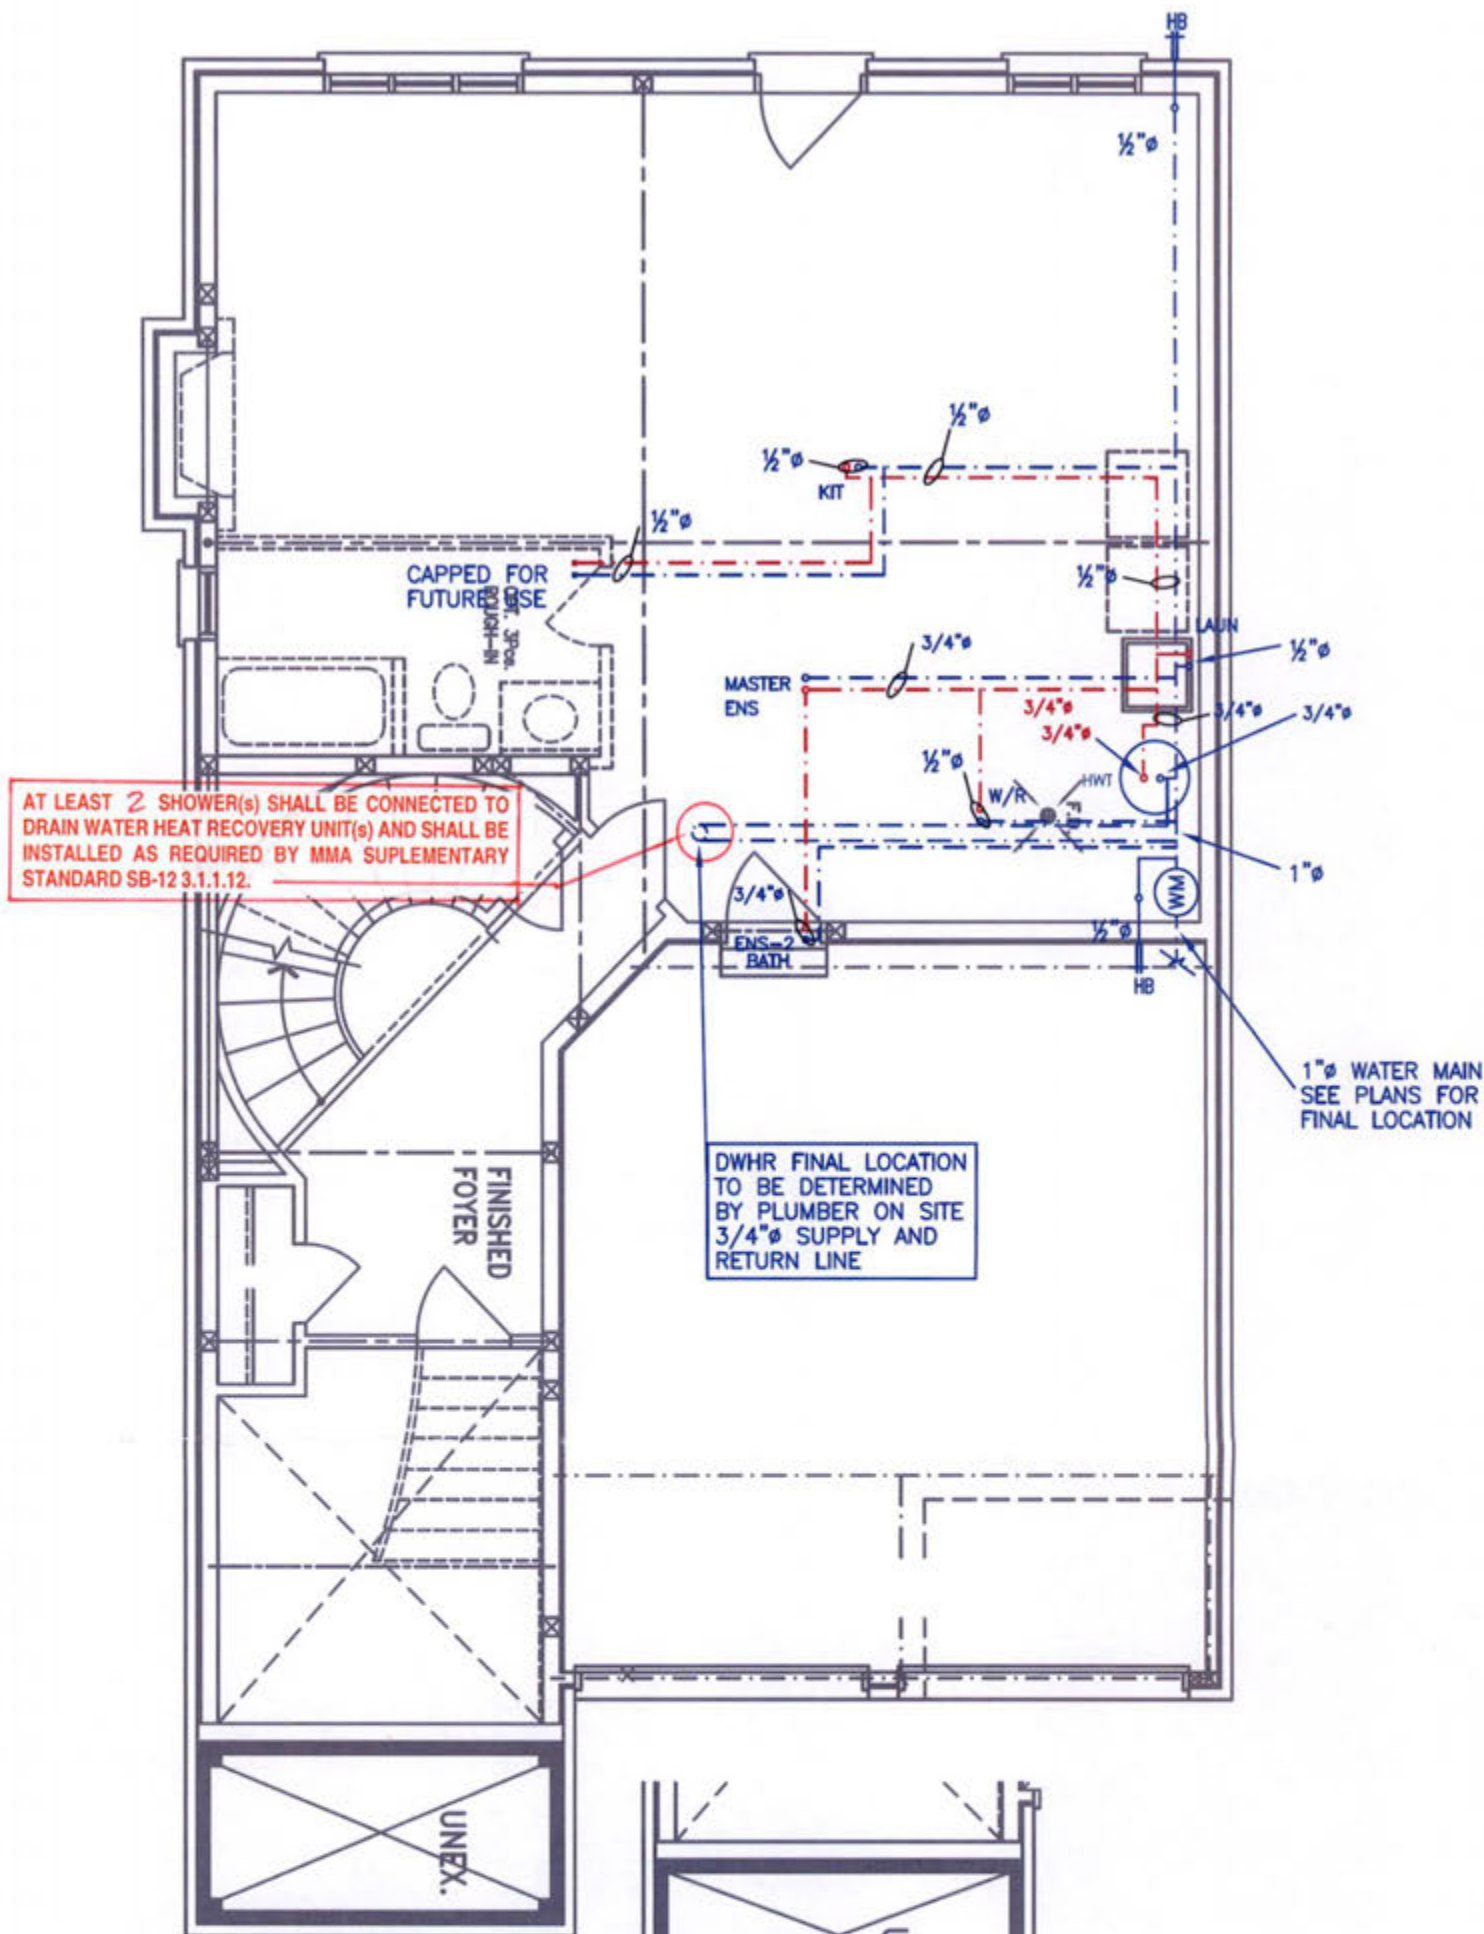 HB
½"ø
½"ø
½"ø
KIT
½"ø
CAPPED FOR
FUTURE USE
OPT. 3Pce.
ROUGH-IN
½"ø
LAUN
½"ø
3/4"ø
MASTER
ENS
3/4"ø
3/4"ø
3/4"ø
3/4"ø
½"ø
HWT
W/R
F.D.
AT LEAST 2 SHOWER(s) SHALL BE CONNECTED TO
DRAIN WATER HEAT RECOVERY UNIT(s) AND SHALL BE
INSTALLED AS REQUIRED BY MMA SUPLEMENTARY
STANDARD SB-12 3.1.1.12.
1"ø
3/4"ø
WM
½"ø
ENS-2
BATH
HB
1"ø WATER MAIN
SEE PLANS FOR
FINAL LOCATION
DWHR FINAL LOCATION
TO BE DETERMINED
BY PLUMBER ON SITE
3/4"ø SUPPLY AND
RETURN LINE
FINISHED
FOYER
UNEX.